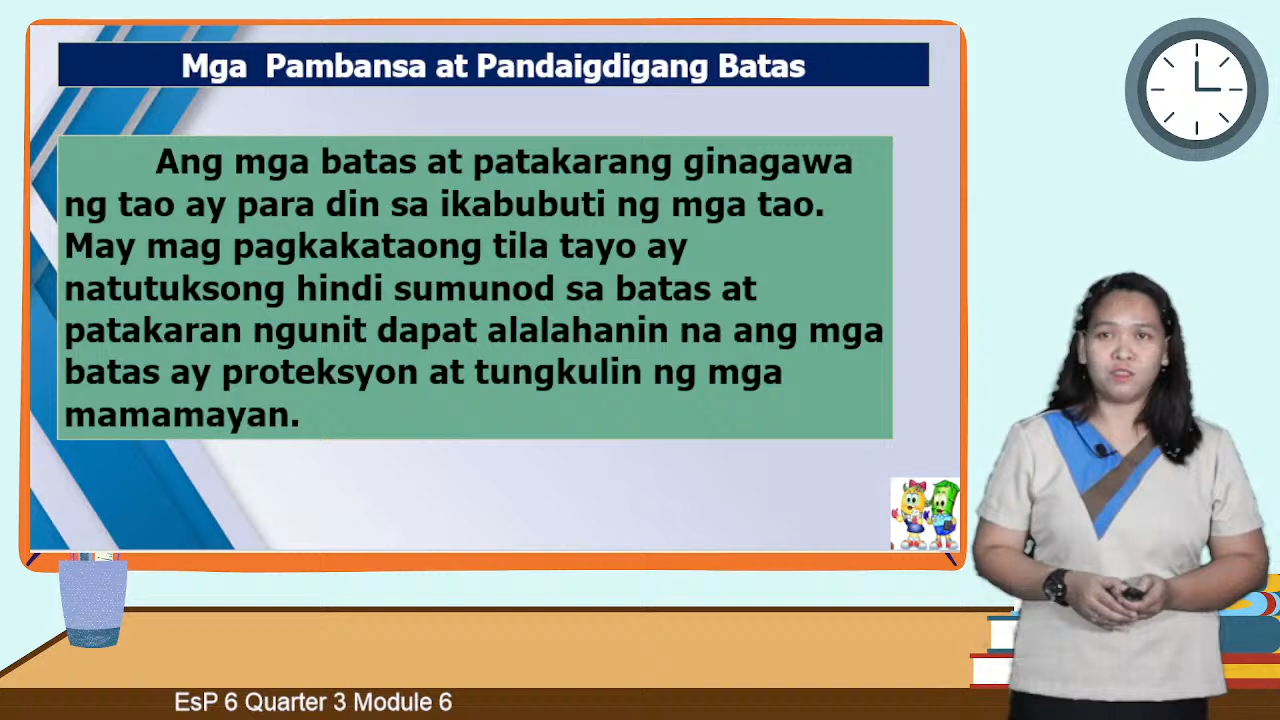 Mga Pambansa at Pandaigdigang Batas
Ang mga batas at patakarang ginagawa
ng tao ay para din sa ikabubuti ng mga tao.
May mag pagkakataong tila tayo ay
natutuksong hindi sumunod sa batas at
patakaran ngunit dapat alalahanin na ang mga
batas ay proteksyon at tungkulin ng mga
mamamayan.
EsP 6 Quarter 3 Module 6